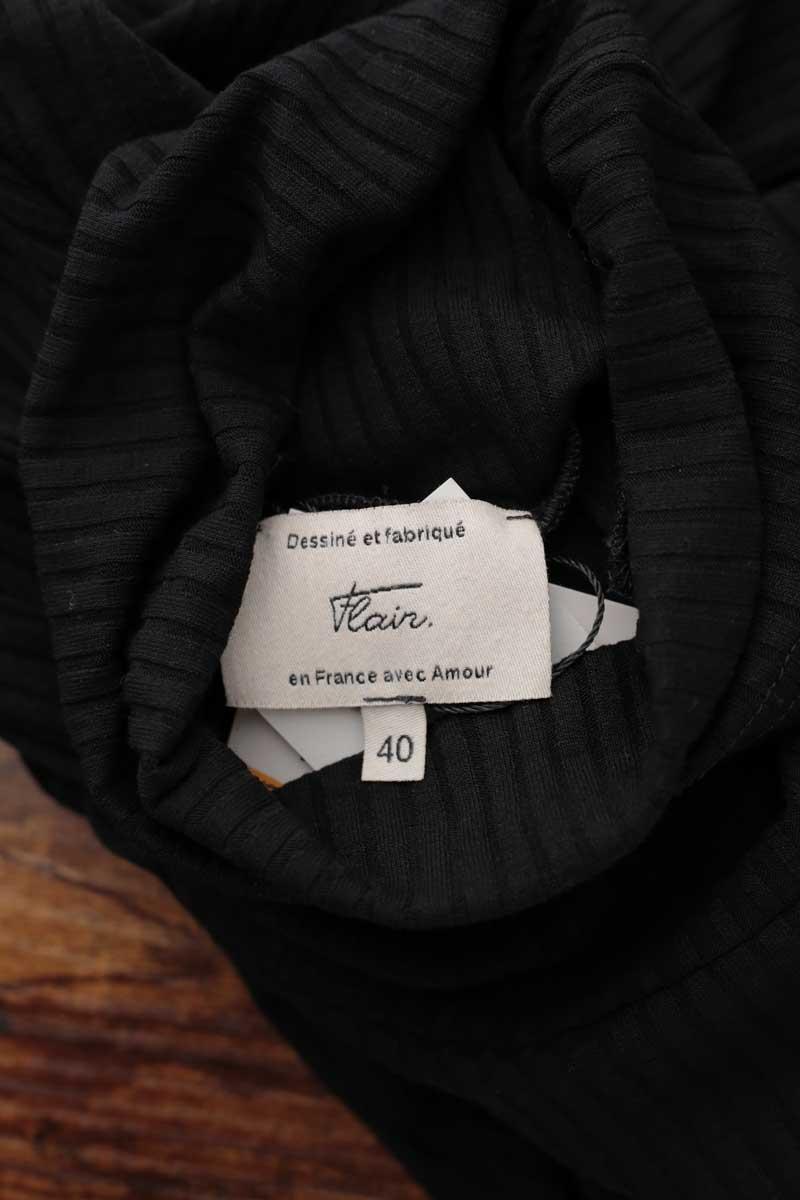 Dessiné et fabriqué
Flair.
en France avec Amour
40